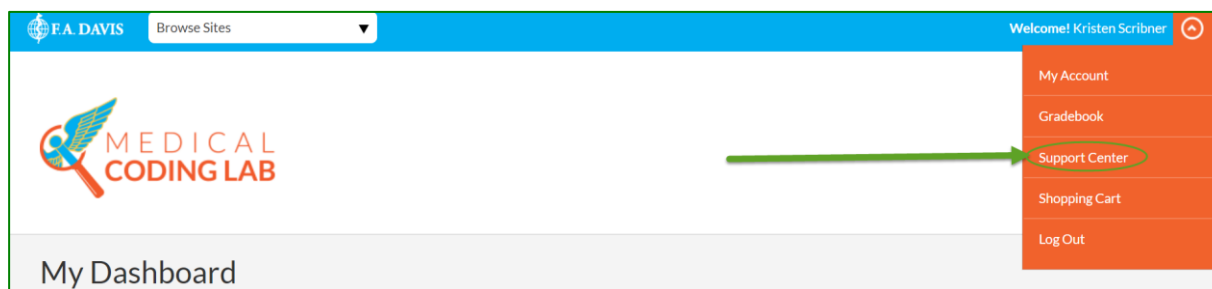 F.A. DAVIS
Browse Sites
Welcome! Kristen Scribner
My Account
Gradebook
Support Center
Shopping Cart
Log Out
MEDICAL
CODING LAB
My Dashboard